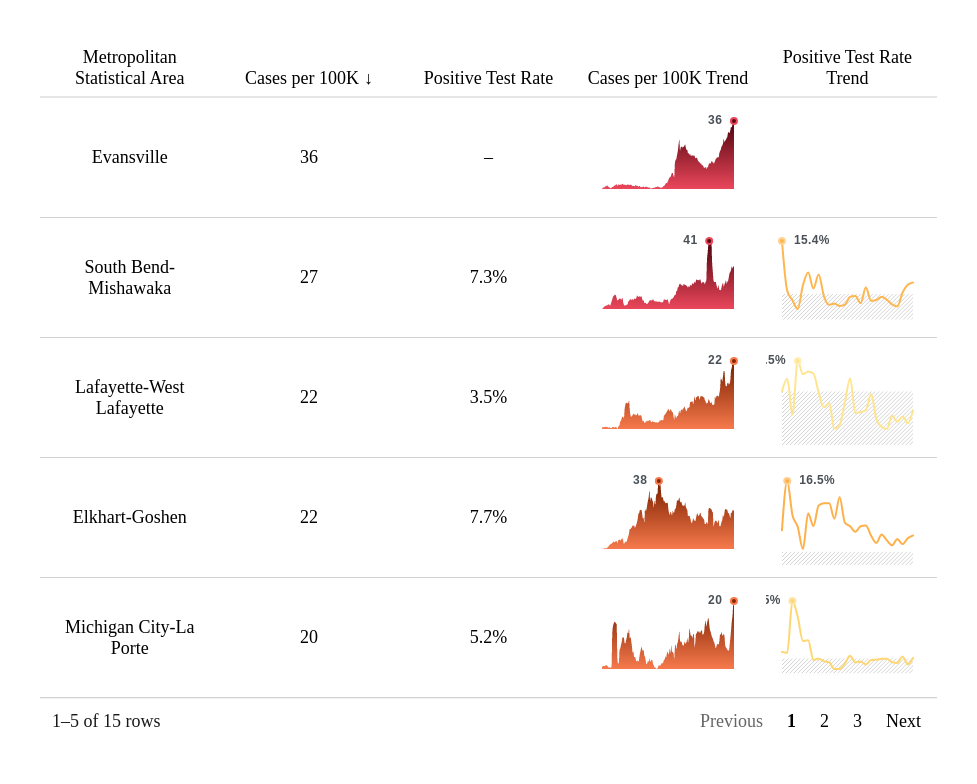 Metropolitan
Statistical Area
Cases per 100K ↓
Positive Test Rate
Cases per 100K Trend
Positive Test Rate
Trend
Evansville
36
–
36
South Bend-
Mishawaka
27
7.3%
41
15.4%
Lafayette-West
Lafayette
22
3.5%
22
.5%
Elkhart-Goshen
22
7.7%
38
16.5%
Michigan City-La
Porte
20
5.2%
20
5%
1–5 of 15 rows
Previous 1 2 3 Next